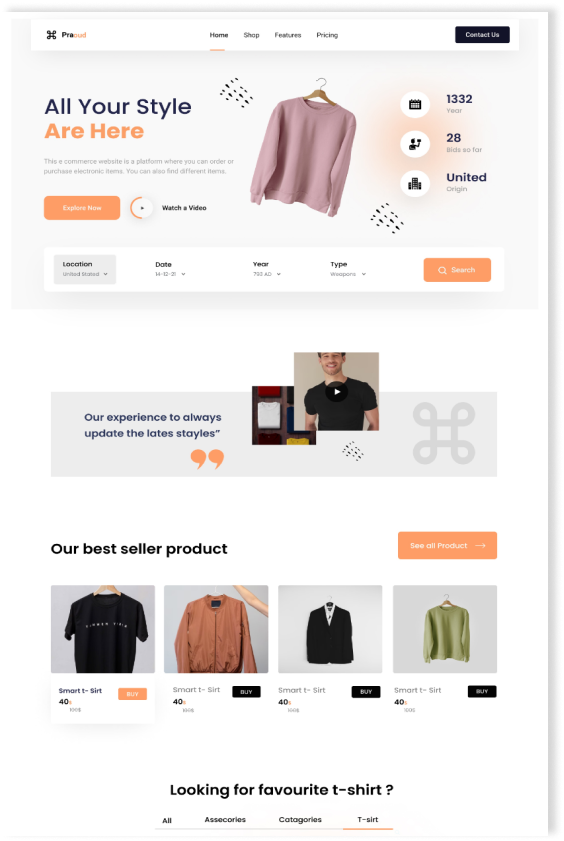 Praoud
Home Shop Features Pricing
Contact Us
All Your Style
Are Here
This e commerce website is a platform where you can order or
purchase electronic items. You can also find different items.
Explore Now
Watch a Video
1332
Year
28
Bids so far
United
Origin
Location
United Stated
Date
14-12-21
Year
793 AD
Type
Weapons
Search
Our experience to always
update the lates stayles”
Our best seller product
See all Product
Smart t- Sirt
BUY
40$
100$
Smart t- Sirt
BUY
40$
100$
Smart t- Sirt
BUY
40$
100$
Smart t- Sirt
BUY
40$
100$
Looking for favourite t-shirt ?
All Assecories Catagories T-sirt